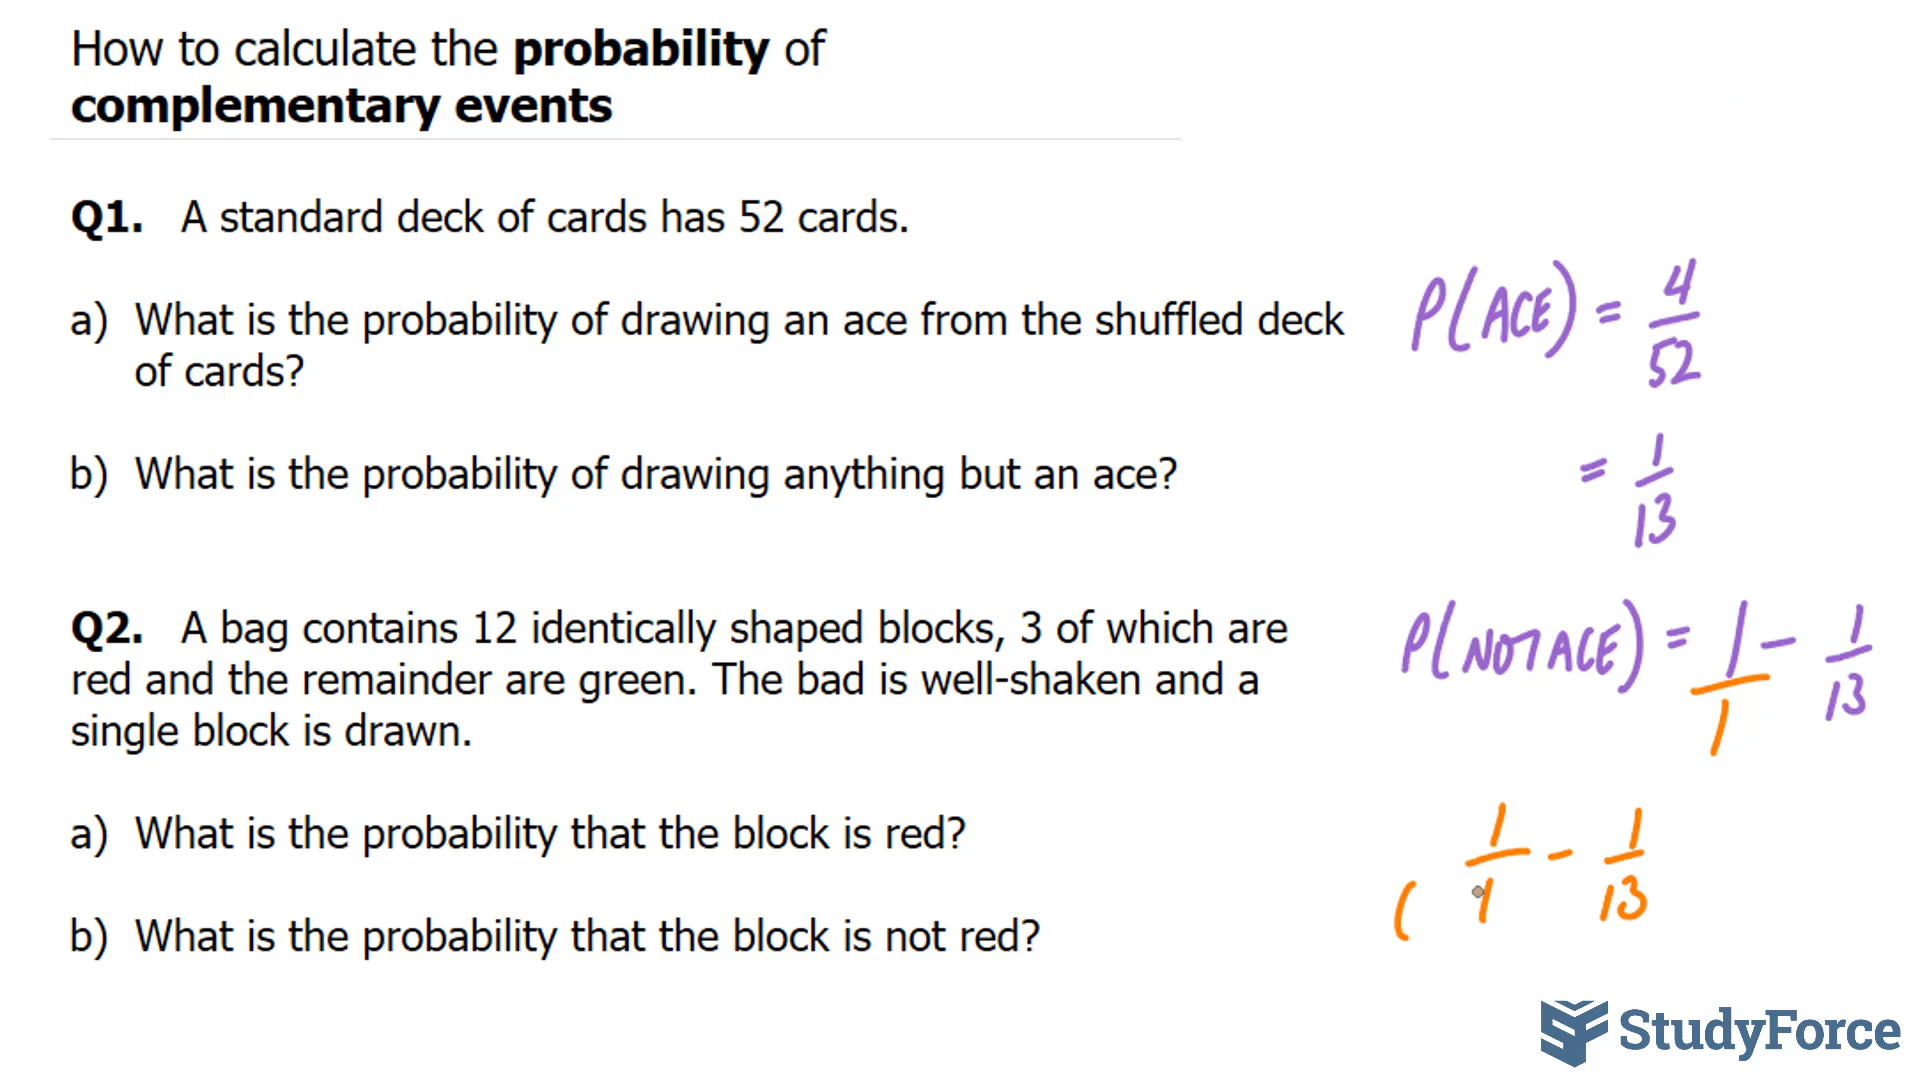 How to calculate the probability of
complementary events
Q1. A standard deck of cards has 52 cards.
a) What is the probability of drawing an ace from the shuffled deck
of cards?
b) What is the probability of drawing anything but an ace?
Q2. A bag contains 12 identically shaped blocks, 3 of which are
red and the remainder are green. The bad is well-shaken and a
single block is drawn.
a) What is the probability that the block is red?
b) What is the probability that the block is not red?
P(ACE) = 4/52
= 1/13
P(NOT ACE) = 1/1 - 1/13
( 1/1 - 1/13
StudyForce